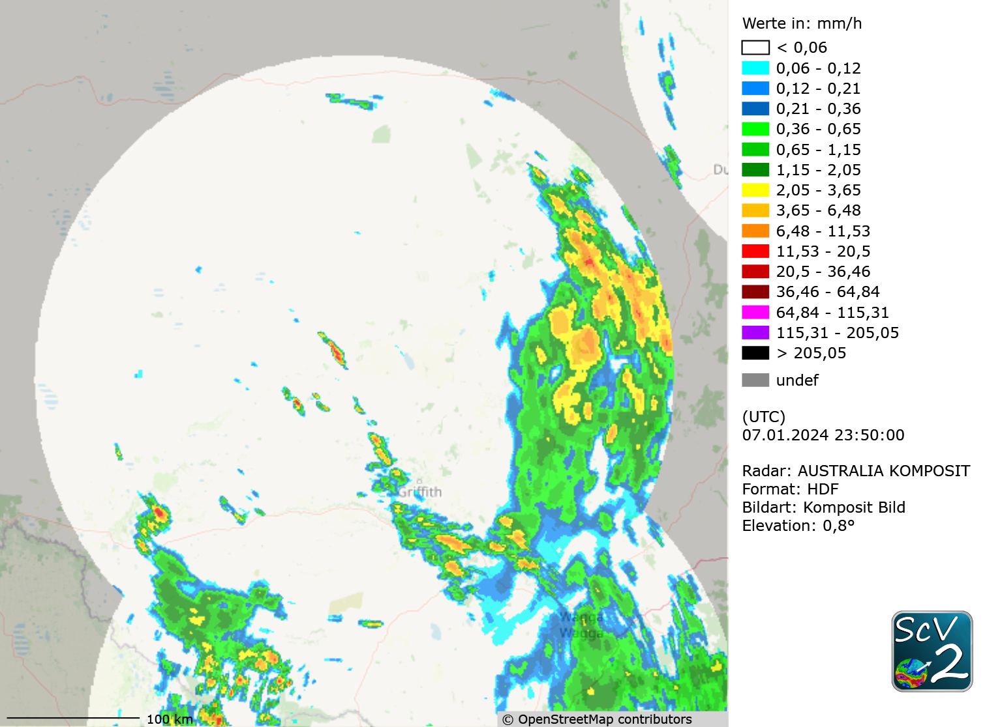 Werte in: mm/h
< 0,06
0,06 - 0,12
0,12 - 0,21
0,21 - 0,36
0,36 - 0,65
0,65 - 1,15
1,15 - 2,05
2,05 - 3,65
3,65 - 6,48
6,48 - 11,53
11,53 - 20,5
20,5 - 36,46
36,46 - 64,84
64,84 - 115,31
115,31 - 205,05
> 205,05
undef
(UTC)
07.01.2024 23:50:00
Radar: AUSTRALIA KOMPOSIT
Format: HDF
Bildart: Komposit Bild
Elevation: 0,8°
Du
Griffith
Wagga
Wagga
100 km
© OpenStreetMap contributors
ScV
2